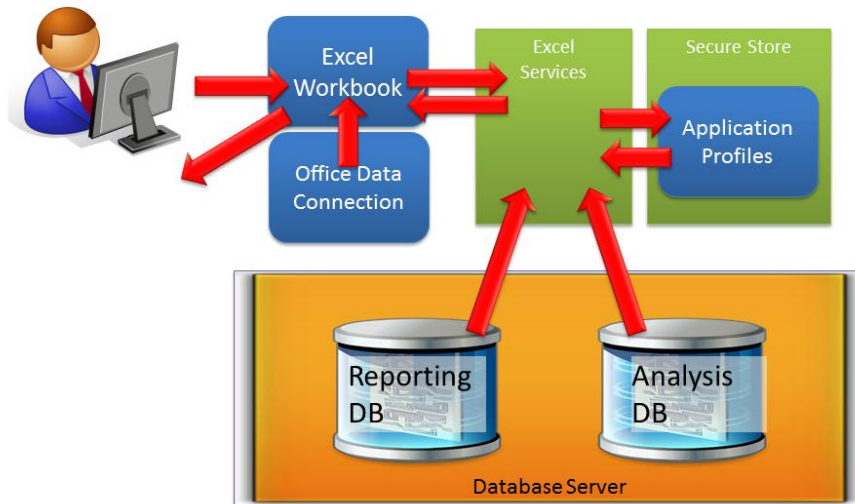 Excel
Workbook
Office Data
Connection
Excel
Services
Secure Store
Application
Profiles
Reporting
DB
Analysis
DB
Database Server